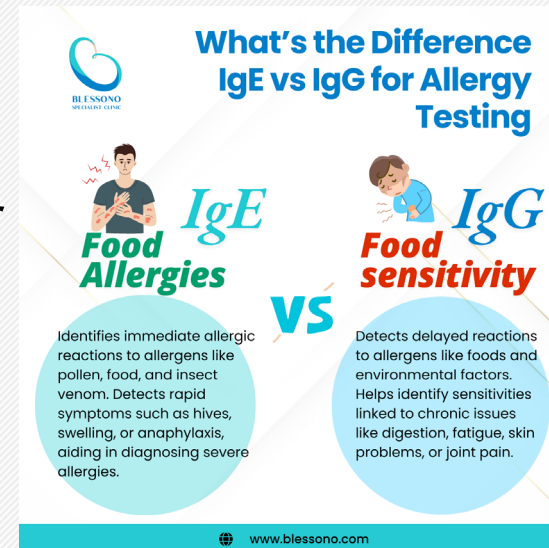 BLESSONO
SPECIALIST CLINIC
What's the Difference
IgE vs IgG for Allergy
Testing
IgE
Food
Allergies
Identifies immediate allergic
reactions to allergens like
pollen, food, and insect
venom. Detects rapid
symptoms such as hives,
swelling, or anaphylaxis,
aiding in diagnosing severe
allergies.
vs
IgG
Food
sensitivity
Detects delayed reactions
to allergens like foods and
environmental factors.
Helps identify sensitivities
linked to chronic issues
like digestion, fatigue, skin
problems, or joint pain.
www.blessono.com